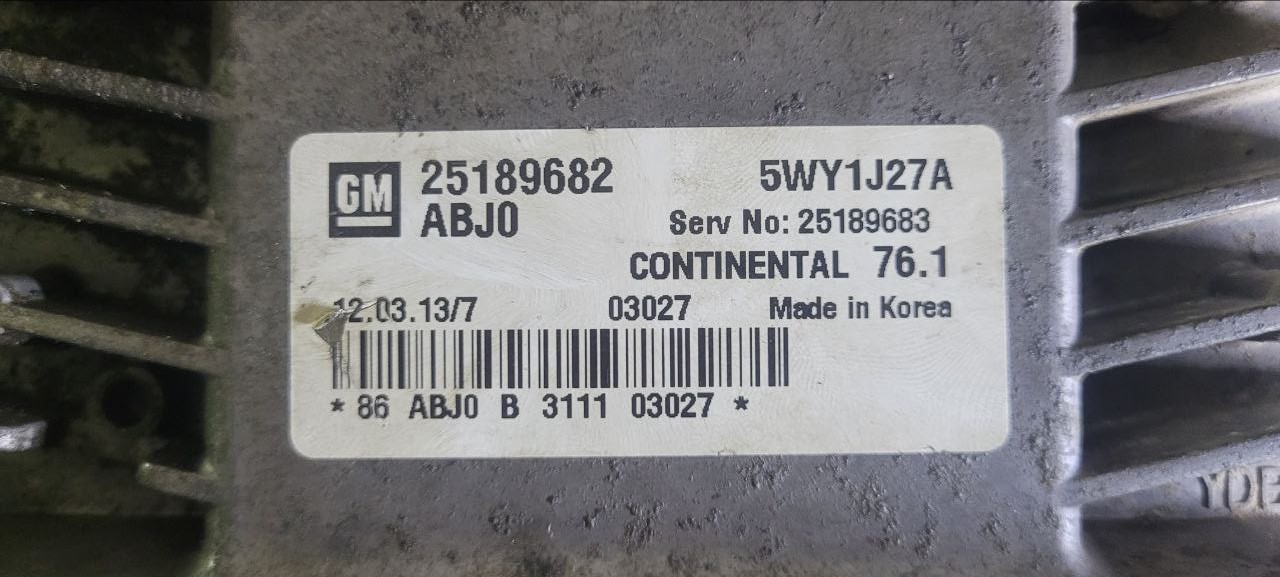 GM 25189682 5WY1J27A
ABJ0 Serv No: 25189683
CONTINENTAL 76.1
12.03.13/7 03027 Made in Korea
* 86 ABJ0 B 3111 03027 *